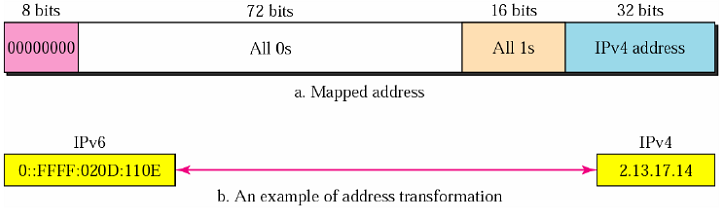 8 bits 72 bits 16 bits 32 bits
00000000 All 0s All 1s IPv4 address
a. Mapped address
IPv6 IPv4
0::FFFF:020D:110E 2.13.17.14
b. An example of address transformation